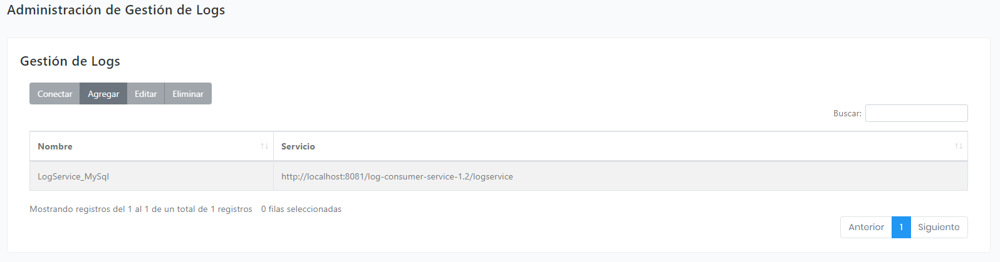 Administración de Gestión de Logs
Gestión de Logs
Conectar Agregar Editar Eliminar
Buscar:
Nombre Servicio
LogService_MySql http://localhost:8081/log-consumer-service-1.2/logservice
Mostrando registros del 1 al 1 de un total de 1 registros 0 filas seleccionadas
Anterior 1 Siguiente